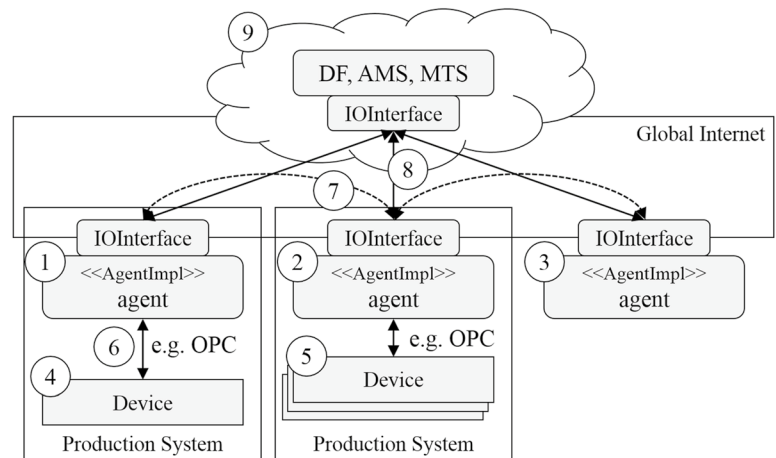 9
DF, AMS, MTS
IOInterface
Global Internet
8
7
IOInterface
IOInterface
IOInterface
1
<<AgentImpl>>
agent
2
<<AgentImpl>>
agent
3
<<AgentImpl>>
agent
6
e.g. OPC
e.g. OPC
4
Device
5
Device
Production System
Production System